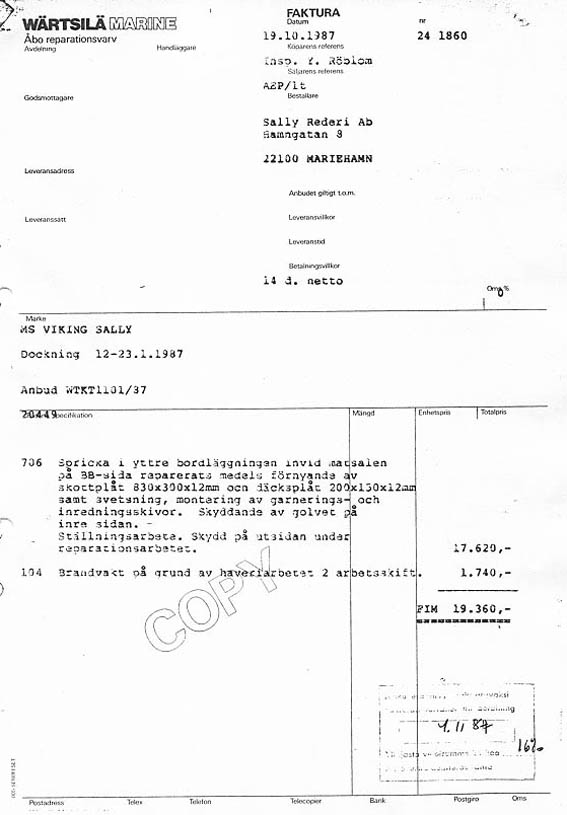 WÄRTSILÄ MARINE
Åbo reparationsvarv
Avdelning
Handläggare
FAKTURA
Datum
nr
19.10.1987
24 1860
Köparens referens
Insp. Y. Röblom
Säljarens referens
AEP/lt
Beställare
Godsmottagare
Sally Rederi Ab
Hamngatan 8
22100 MARIEHAMN
Leveransadress
Anbudet giltigt t.o.m.
Leveranssätt
Leveransvillkor
Leveranstid
Betalningsvillkor
14 d. netto
Oms %
Märke
MS VIKING SALLY
Dockning 12-23.1.1987
Anbud WTKT1101/87
20449 Specifikation
Mängd
Enhetspris
Totalpris
706 Spricka i yttre bordläggningen invid matsalen
på BB-sida reparerats medels förnyande av
skottplåt 830x300x12mm och däcksplåt 200x150x12mm
samt svetsning, montering av garnerings- och
inredningsskivor. Skyddande av golvet på
inre sidan. -
Ställningsarbete. Skydd på utsidan under
reparationsarbetet. 17.620,-
104 Brandvakt på grund av haveriarbetet 2 arbetsskift. 1.740,-
FIM 19.360,-
COPY
4.11 87
16%
Postadress
Telex
Telefon
Telecopier
Bank
Postgiro
Oms